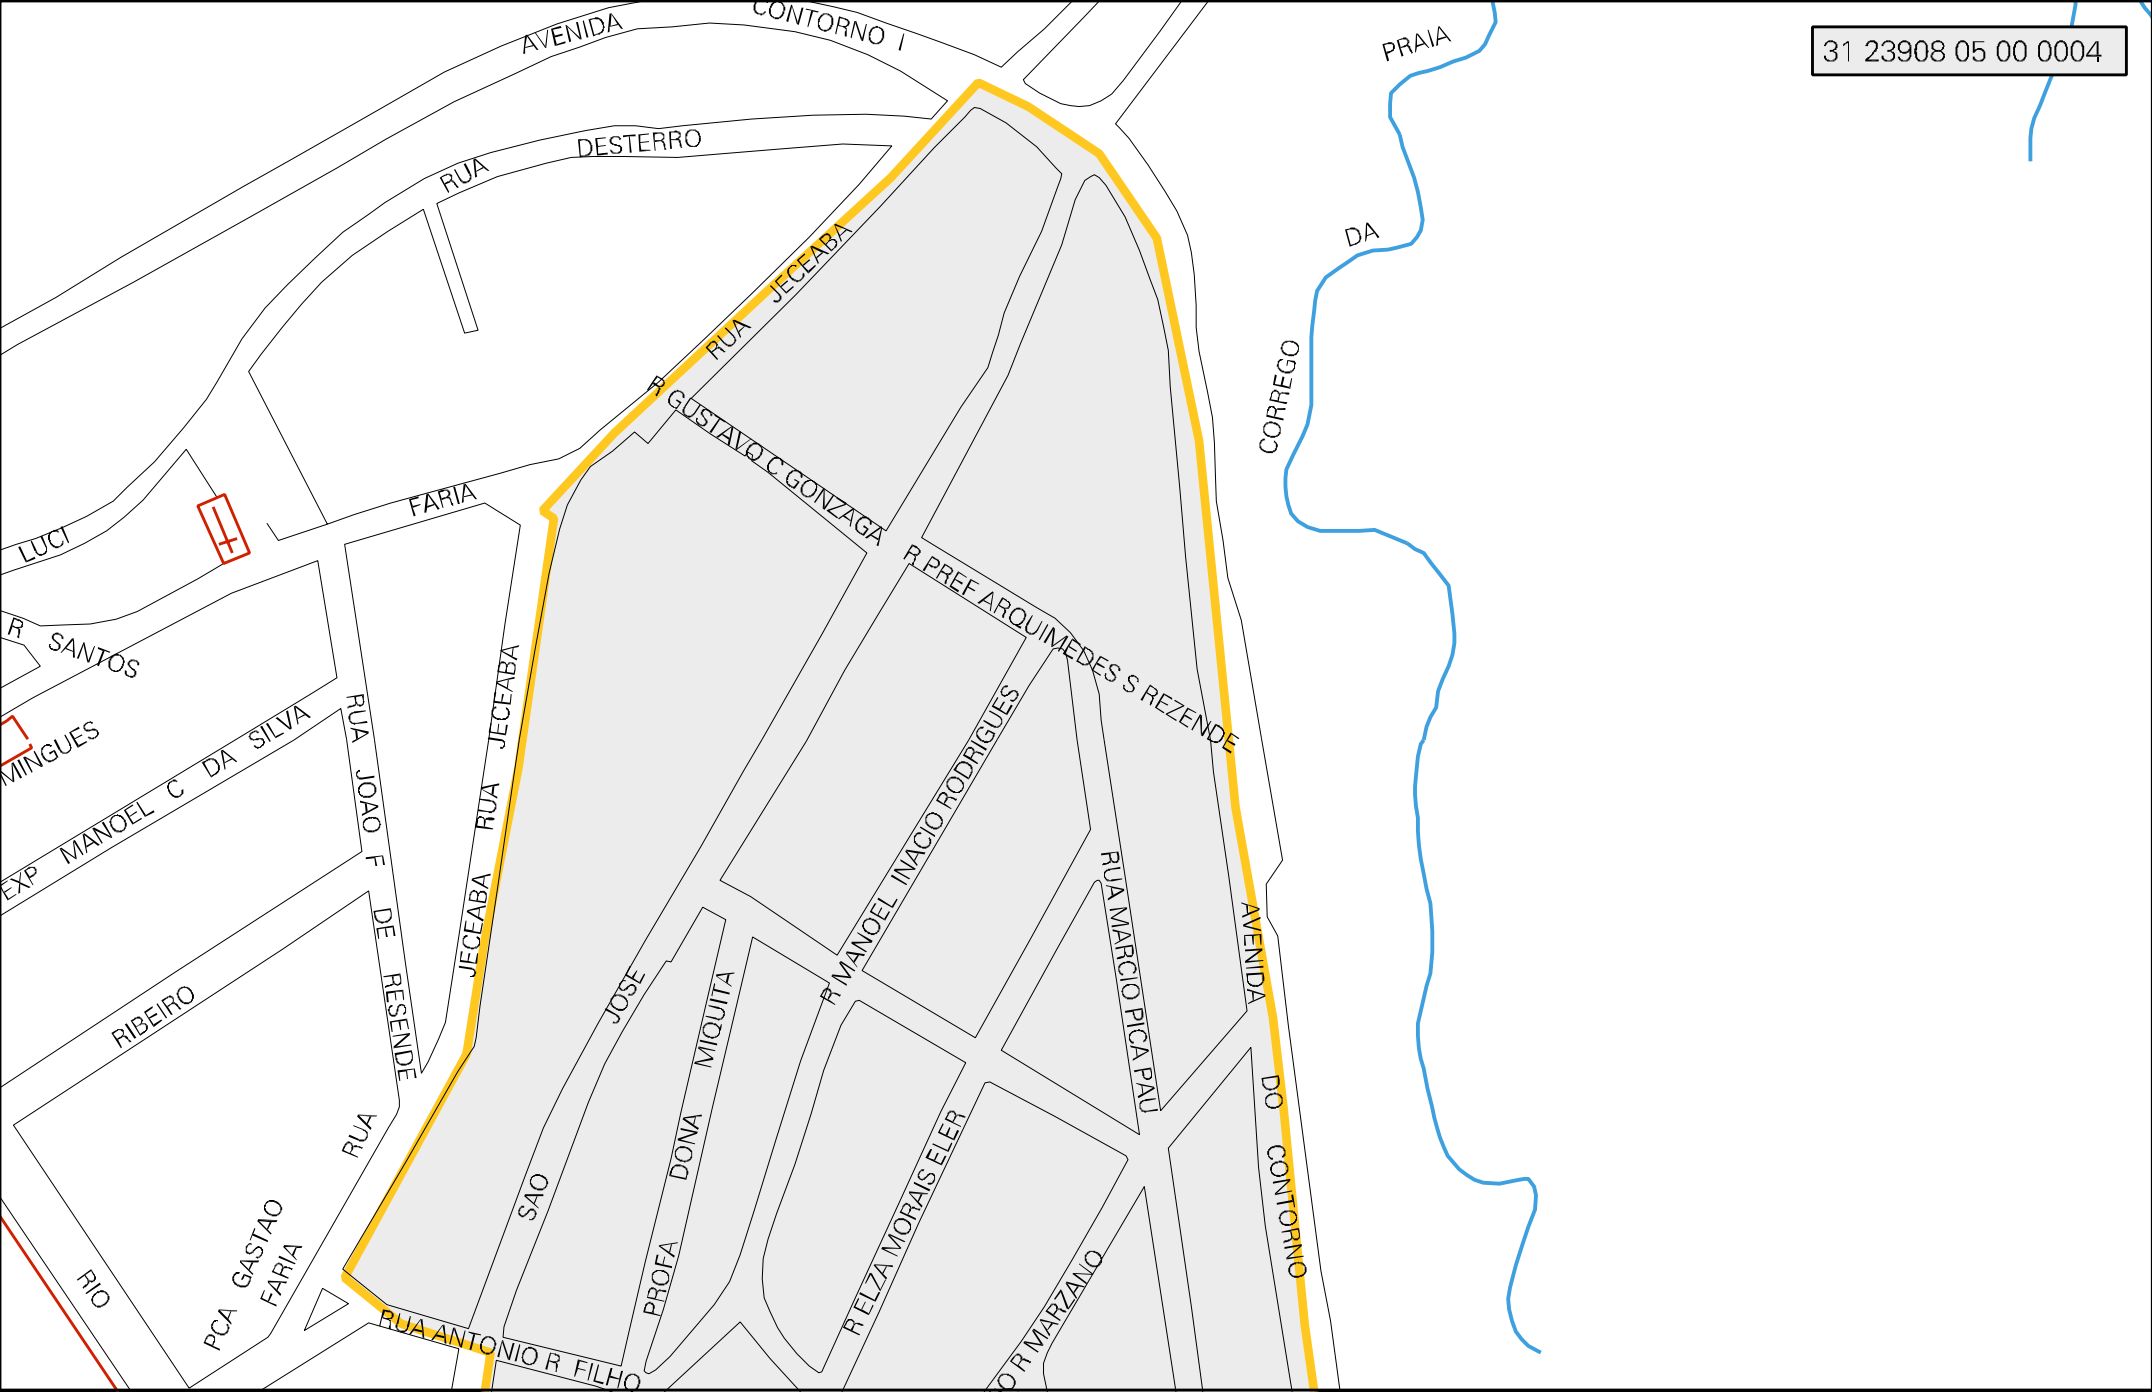 AVENIDA CONTORNO I
PRAIA
31 23908 05 00 0004
RUA DESTERRO
DA
RUA JECEABA
CORREGO
R GUSTAVO C GONZAGA
FARIA
LUCI
R PREF ARQUIMEDES S REZENDE
R SANTOS
MINGUES
EXP MANOEL C DA SILVA
RUA JOAO F DE RESENDE
JECEABA
RUA
JECEABA
R MANOEL INACIO RODRIGUES
RUA MARCIO PICA PAU
AVENIDA DO CONTORNO
RIBEIRO
SAO JOSE
PROFA DONA MIQUITA
R ELZA MORAIS ELER
RUA
PCA GASTAO
FARIA
RIO
O R MARZANO
RUA ANTONIO R FILHO